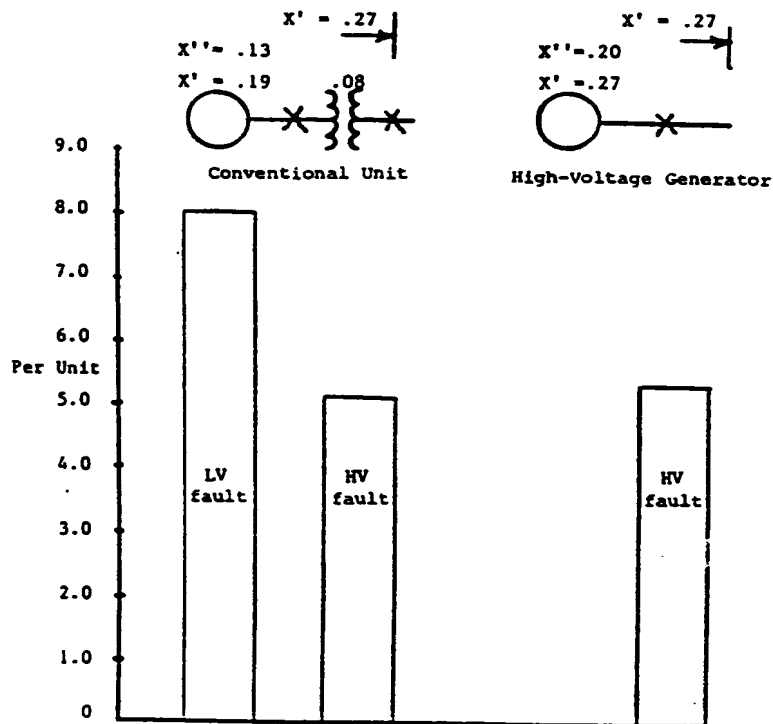 X' = .27
X''= .13
X' = .19
.08
Conventional Unit
X' = .27
X''=.20
X' =.27
High-Voltage Generator
9.0
8.0
7.0
6.0
Per Unit
5.0
4.0
3.0
2.0
1.0
0
LV
fault
HV
fault
HV
fault